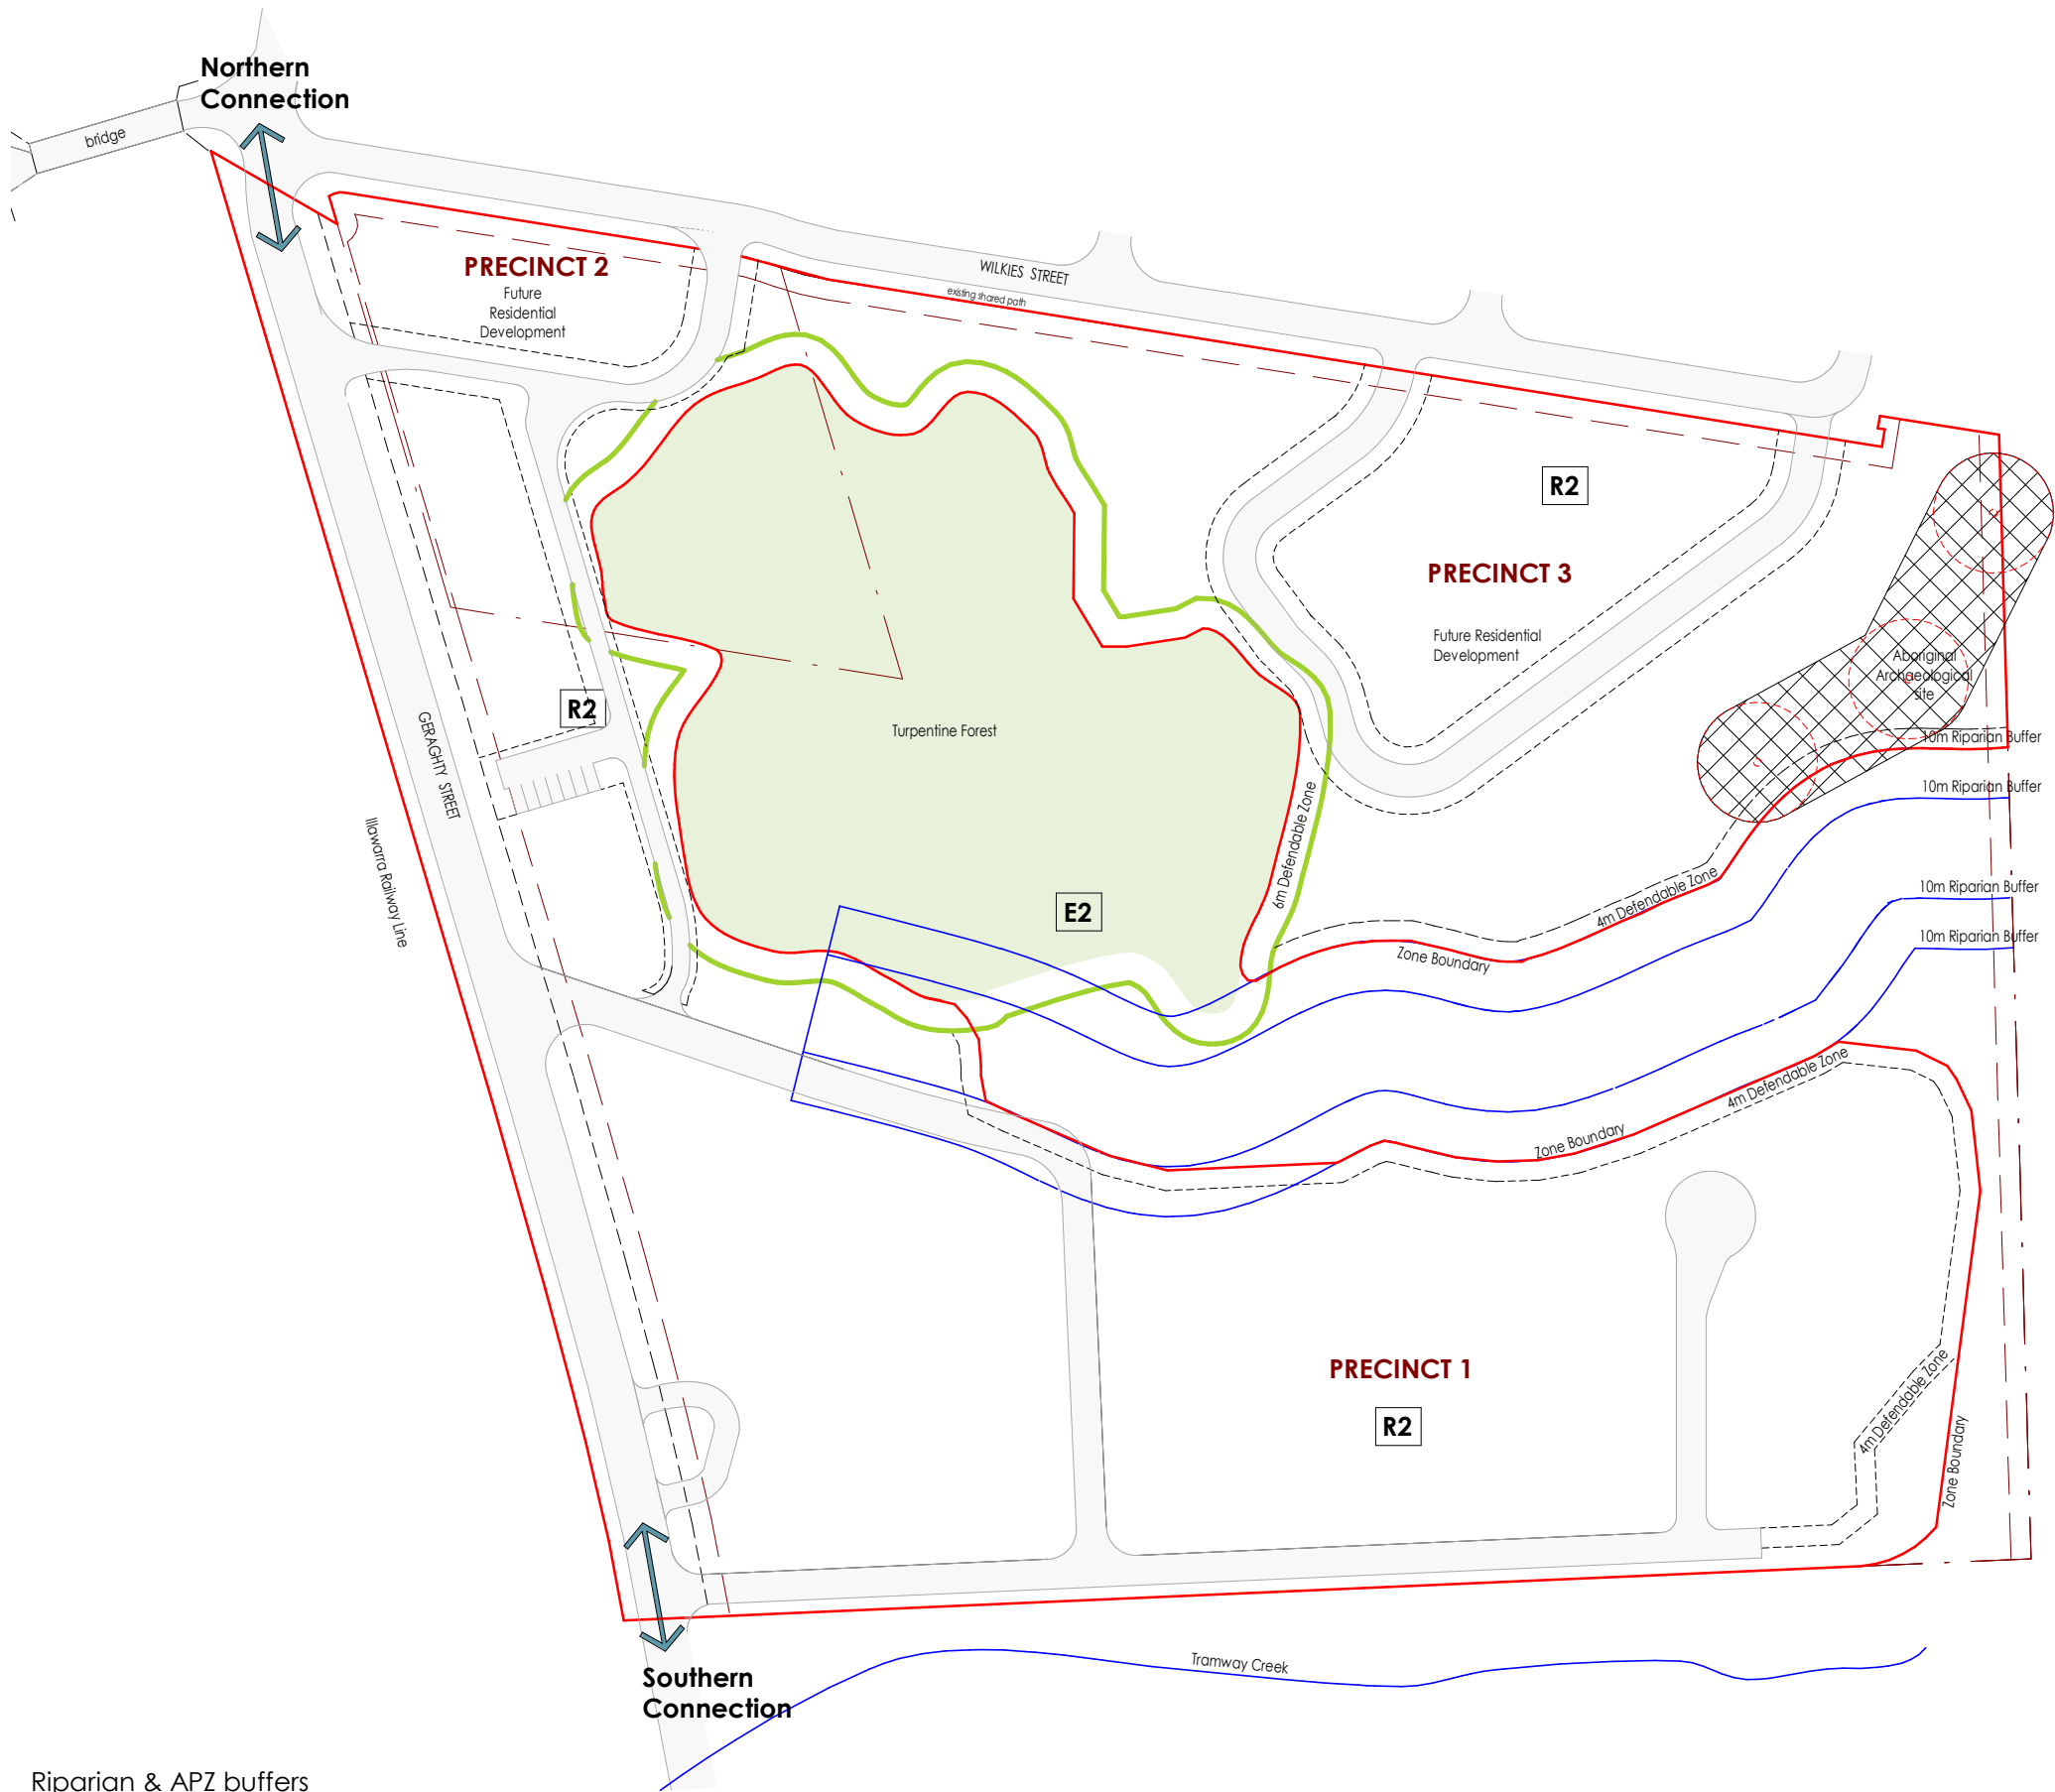 Northern
Connection
bridge
PRECINCT 2
Future
Residential
Development
WILKIES STREET
existing shared path
R2
PRECINCT 3
Future Residential
Development
Aboriginal
Archaeological
site
R2
GERAGHTY STREET
Illawarra Railway Line
Turpentine Forest
E2
6m Defendable Zone
10m Riparian Buffer
10m Riparian Buffer
4m Defendable Zone
10m Riparian Buffer
10m Riparian Buffer
Zone Boundary
4m Defendable Zone
Zone Boundary
PRECINCT 1
R2
4m Defendable Zone
Zone Boundary
Tramway Creek
Southern
Connection
Riparian & APZ buffers